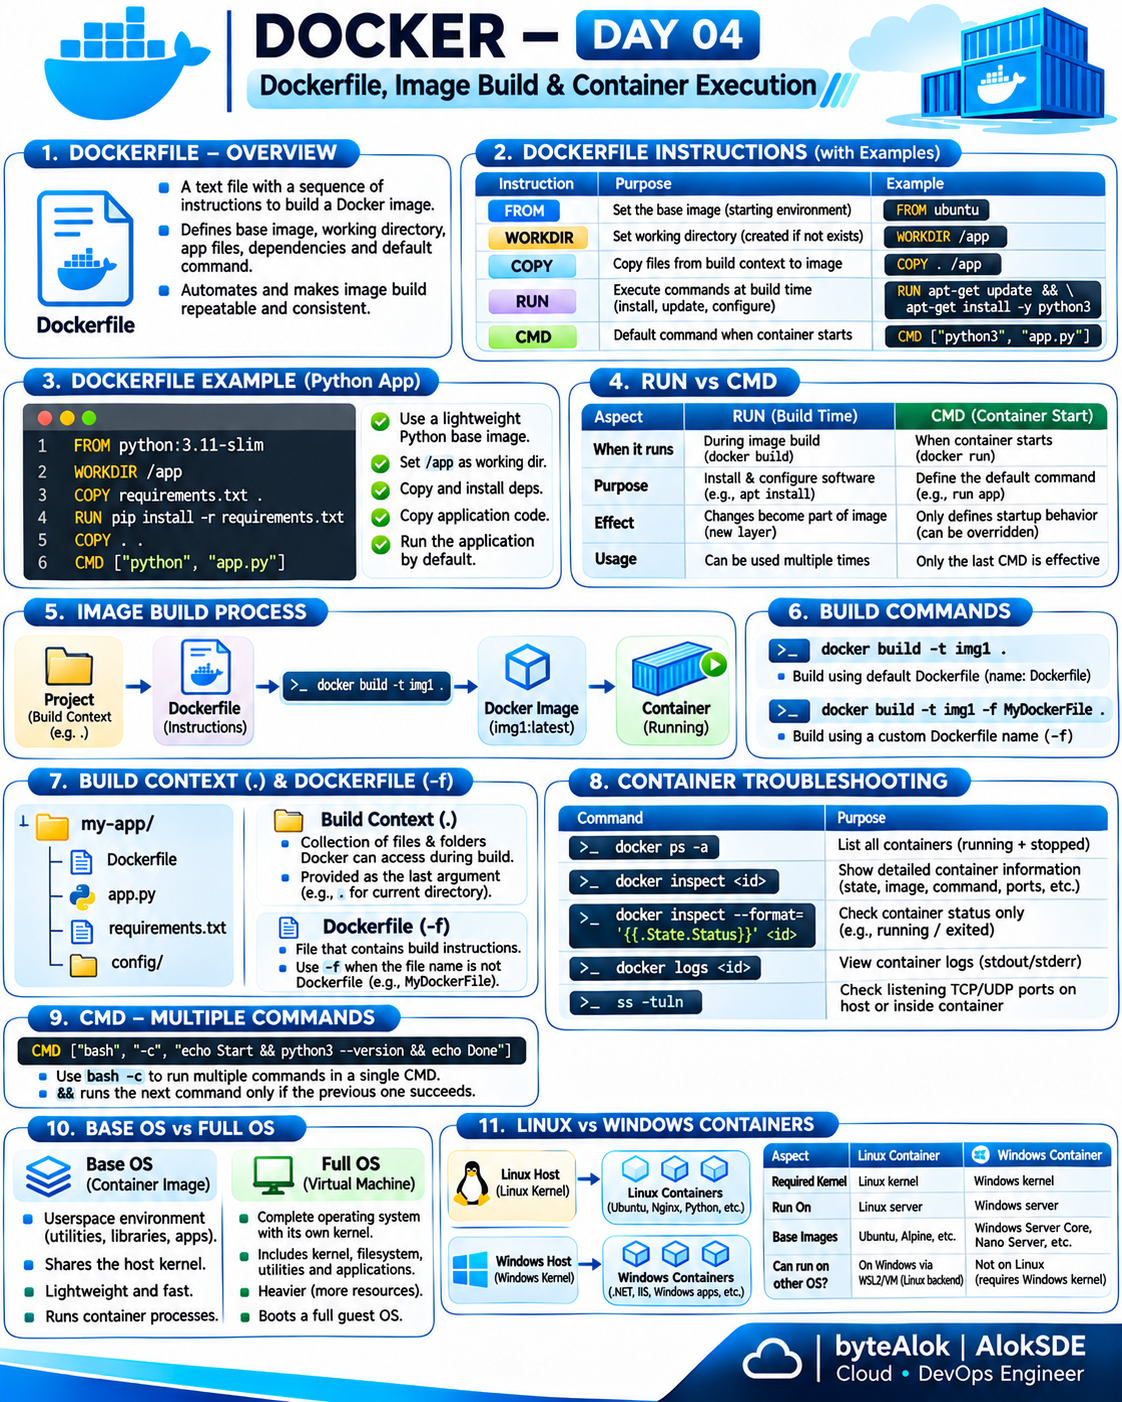 DOCKER – DAY 04
Dockerfile, Image Build & Container Execution
1. DOCKERFILE – OVERVIEW
Dockerfile
A text file with a sequence of
instructions to build a Docker image.
Defines base image, working directory,
app files, dependencies and default
command.
Automates and makes image build
repeatable and consistent.
2. DOCKERFILE INSTRUCTIONS (with Examples)
Instruction Purpose Example
FROM Set the base image (starting environment) FROM ubuntu
WORKDIR Set working directory (created if not exists) WORKDIR /app
COPY Copy files from build context to image COPY . /app
RUN Execute commands at build time
(install, update, configure)
RUN apt-get update && \
apt-get install -y python3
CMD Default command when container starts CMD ["python3", "app.py"]
3. DOCKERFILE EXAMPLE (Python App)
1 FROM python:3.11-slim
2 WORKDIR /app
3 COPY requirements.txt .
4 RUN pip install -r requirements.txt
5 COPY . .
6 CMD ["python", "app.py"]
Use a lightweight
Python base image.
Set /app as working dir.
Copy and install deps.
Copy application code.
Run the application
by default.
4. RUN vs CMD
Aspect RUN (Build Time) CMD (Container Start)
When it runs
During image build
(docker build)
When container starts
(docker run)
Purpose
Install & configure software
(e.g., apt install)
Define the default command
(e.g., run app)
Effect
Changes become part of image
(new layer)
Only defines startup behavior
(can be overridden)
Usage Can be used multiple times Only the last CMD is effective
5. IMAGE BUILD PROCESS
Project
(Build Context
(e.g. .)
Dockerfile
(Instructions)
>_ docker build -t img1 .
Docker Image
(img1:latest)
Container
(Running)
6. BUILD COMMANDS
>_ docker build -t img1 .
Build using default Dockerfile (name: Dockerfile)
>_ docker build -t img1 -f MyDockerFile .
Build using a custom Dockerfile name (-f)
7. BUILD CONTEXT (.) & DOCKERFILE (-f)
my-app/
Dockerfile
app.py
requirements.txt
config/
Build Context (.)
Collection of files & folders
Docker can access during build.
Provided as the last argument
(e.g., . for current directory).
Dockerfile (-f)
File that contains build instructions.
Use -f when the file name is not
Dockerfile (e.g., MyDockerFile).
8. CONTAINER TROUBLESHOOTING
Command Purpose
>_ docker ps -a List all containers (running + stopped)
>_ docker inspect <id>
Show detailed container information
(state, image, command, ports, etc.)
>_ docker inspect --format=
'{{.State.Status}}' <id>
Check container status only
(e.g., running / exited)
>_ docker logs <id> View container logs (stdout/stderr)
>_ ss -tuln
Check listening TCP/UDP ports on
host or inside container
9. CMD – MULTIPLE COMMANDS
CMD ["bash", "-c", "echo Start && python3 --version && echo Done"]
Use bash -c to run multiple commands in a single CMD.
&& runs the next command only if the previous one succeeds.
10. BASE OS vs FULL OS
Base OS
(Container Image)
Userspace environment
(utilities, libraries, apps).
Shares the host kernel.
Lightweight and fast.
Runs container processes.
Full OS
(Virtual Machine)
Complete operating system
with its own kernel.
Includes kernel, filesystem,
utilities and applications.
Heavier (more resources).
Boots a full guest OS.
11. LINUX vs WINDOWS CONTAINERS
Linux Host
(Linux Kernel)
Linux Containers
(Ubuntu, Nginx, Python, etc.)
Windows Host
(Windows Kernel)
Windows Containers
(.NET, IIS, Windows apps, etc.)
Aspect Linux Container Windows Container
Required Kernel Linux kernel Windows kernel
Run On Linux server Windows server
Base Images Ubuntu, Alpine, etc.
Windows Server Core,
Nano Server, etc.
Can run on
other OS?
On Windows via
WSL2/VM (Linux backend)
Not on Linux
(requires Windows kernel)
byteAlok | AlokSDE
Cloud • DevOps Engineer